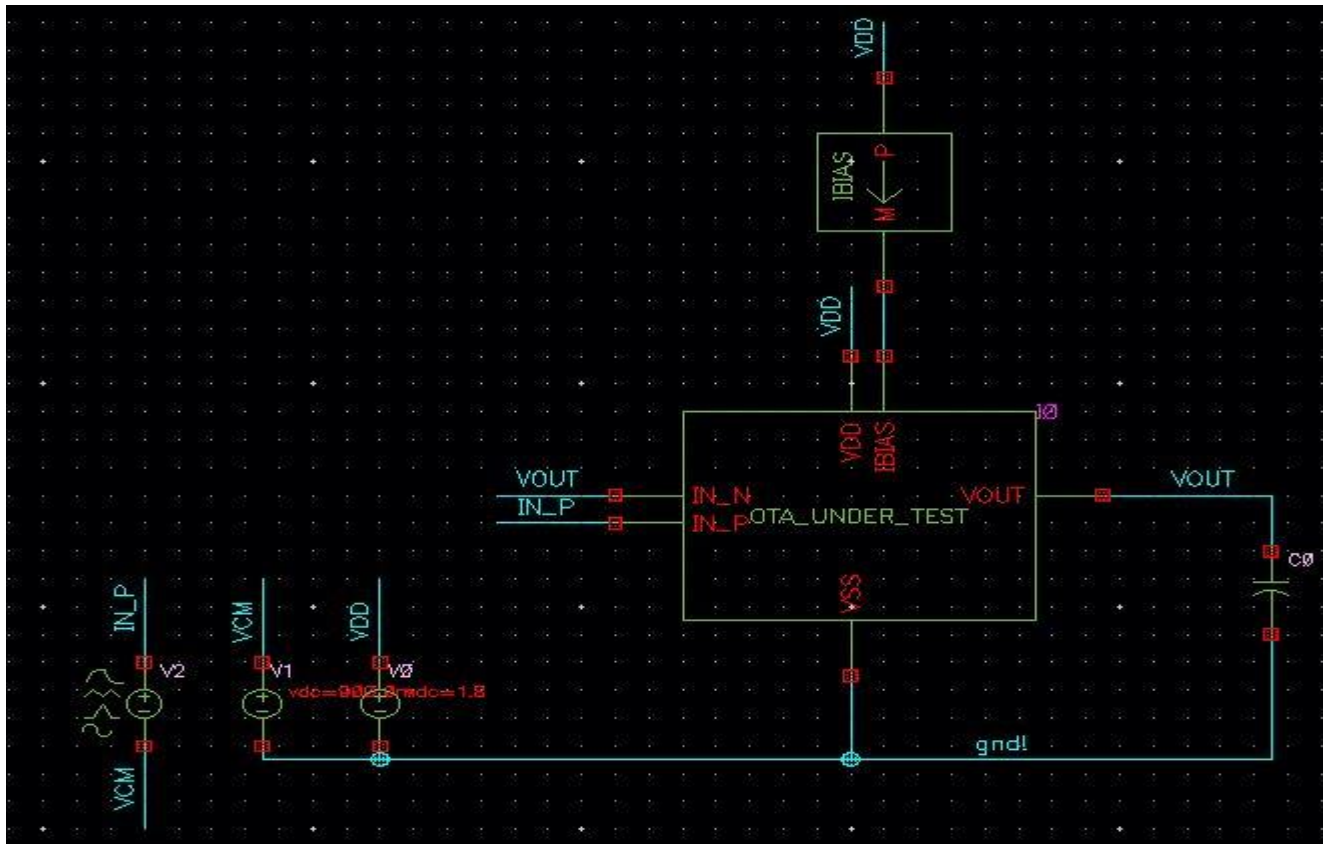 VDD
IBIAS
P
M
VDD
VDD
IBIAS
VOUT
IN_P
IN_N
IN_P
OTA_UNDER_TEST
VOUT
VOUT
VSS
C0
IN_P
VCM
VDD
V2
V1
V0
gnd!
VCM